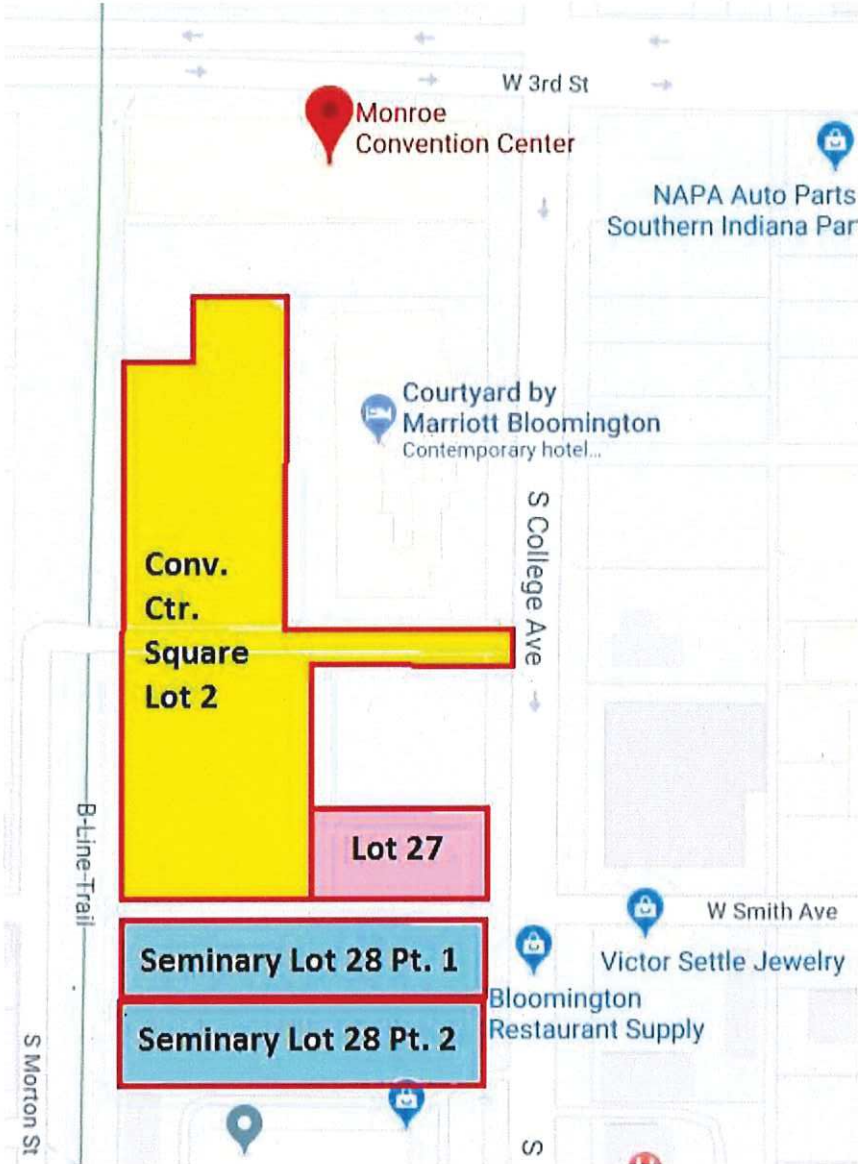 W 3rd St
Monroe
Convention Center
NAPA Auto Parts
Southern Indiana Par
Courtyard by
Marriott Bloomington
Contemporary hotel...
S College Ave
Conv.
Ctr.
Square
Lot 2
B-Line-Trail
Lot 27
W Smith Ave
Seminary Lot 28 Pt. 1
Victor Settle Jewelry
Bloomington
Restaurant Supply
Seminary Lot 28 Pt. 2
S Morton St
S